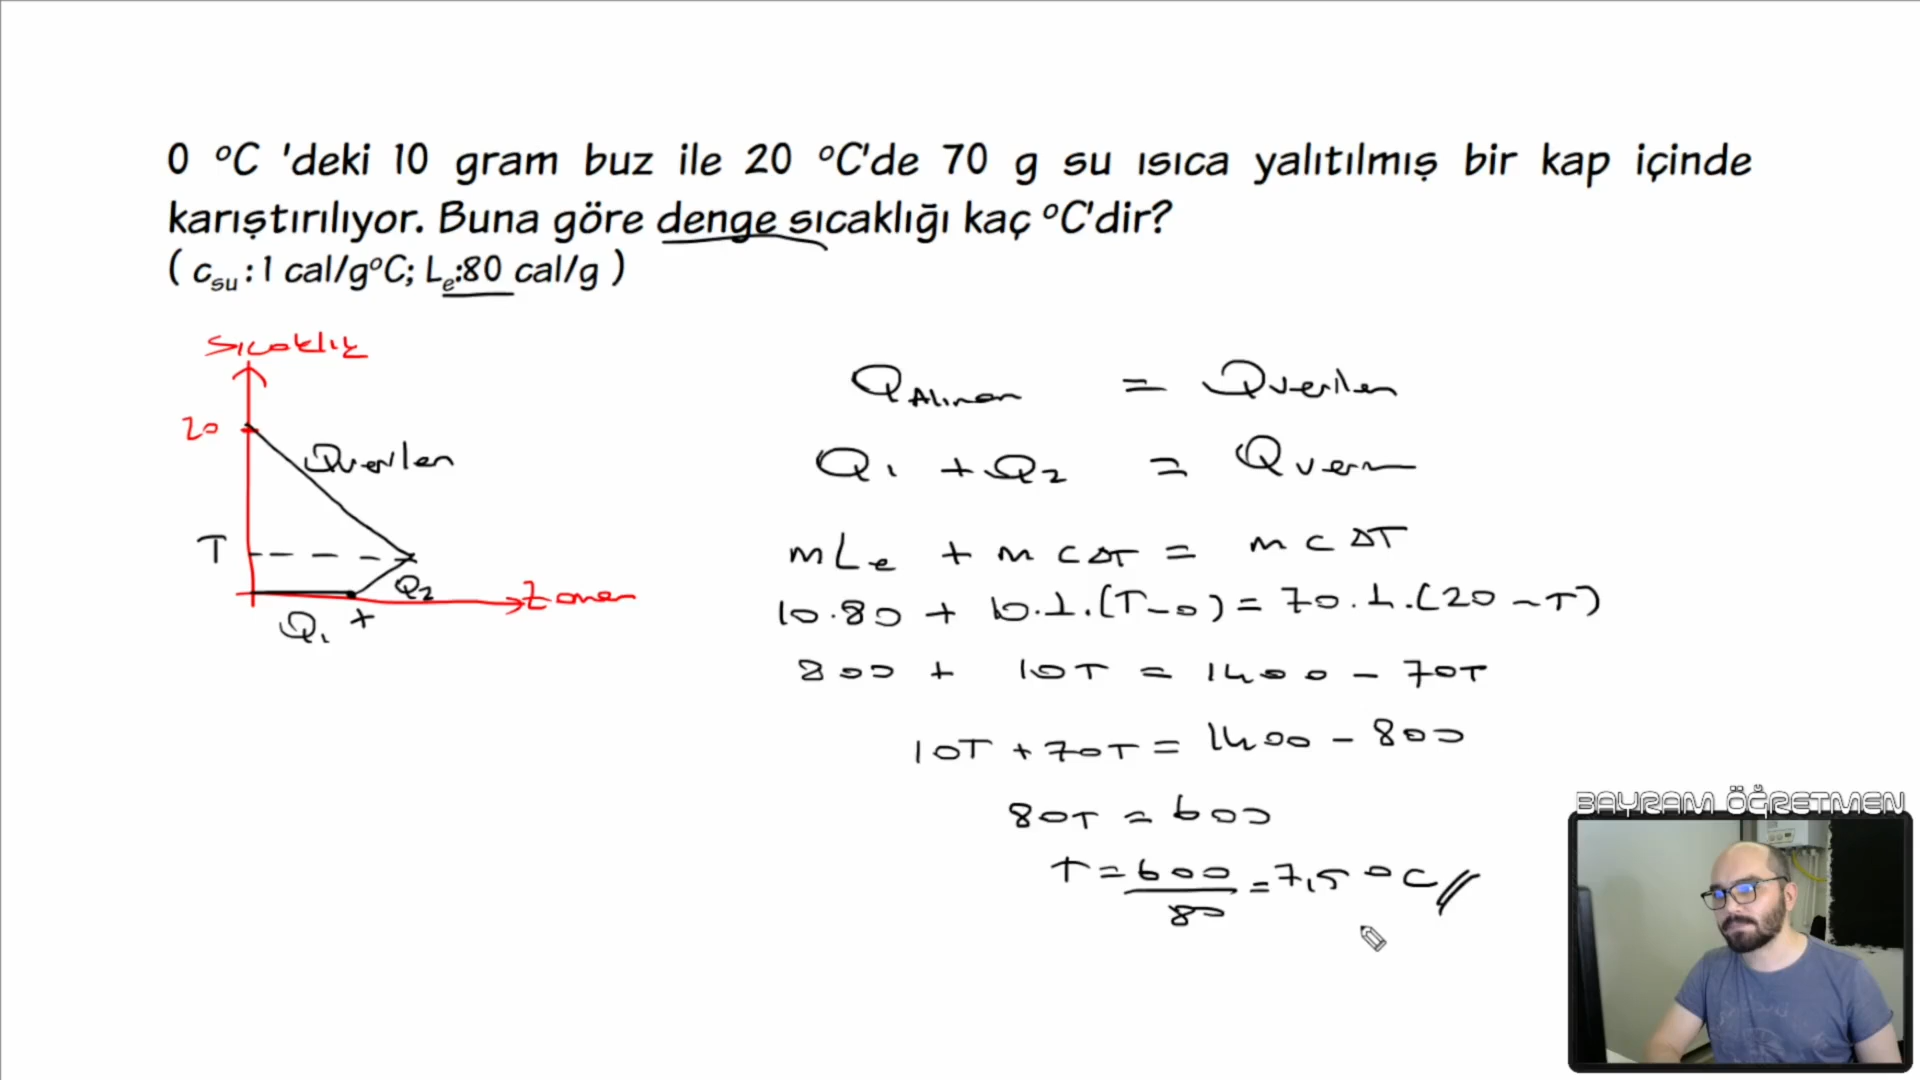 0 °C 'deki 10 gram buz ile 20 °C'de 70 g su ısıca yalıtılmış bir kap içinde
karıştırılıyor. Buna göre denge sıcaklığı kaç °C'dir?
( csu : 1 cal/g°C; Le:80 cal/g )
Sıcaklık
20
Qverilen
T
Q2
Zaman
Q1 +
QAlınan = Qverilen
Q1 + Q2 = Qveri
mLe + mcΔT = mcΔT
10.80 + 10.1.(T-0) = 70.1.(20-T)
800 + 10T = 1400 - 70T
10T + 70T = 1400 - 800
80T = 600
T = 600/80 = 7,5 °C //
BAYRAM ÖĞRETMEN